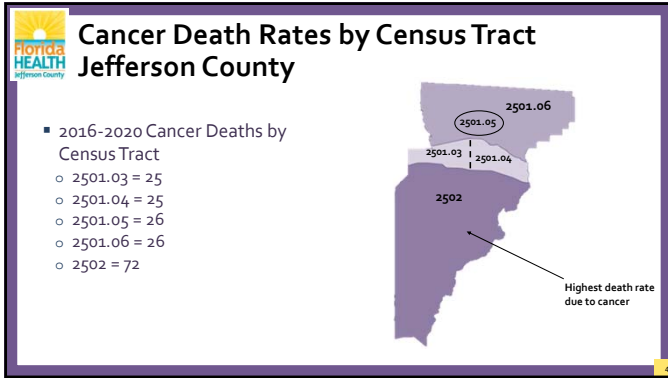 Florida
HEALTH
Jefferson County
Cancer Death Rates by Census Tract
Jefferson County
▪ 2016-2020 Cancer Deaths by
Census Tract
o 2501.03 = 25
o 2501.04 = 25
o 2501.05 = 26
o 2501.06 = 26
o 2502 = 72
2501.06
2501.05
2501.03
2501.04
2502
Highest death rate
due to cancer